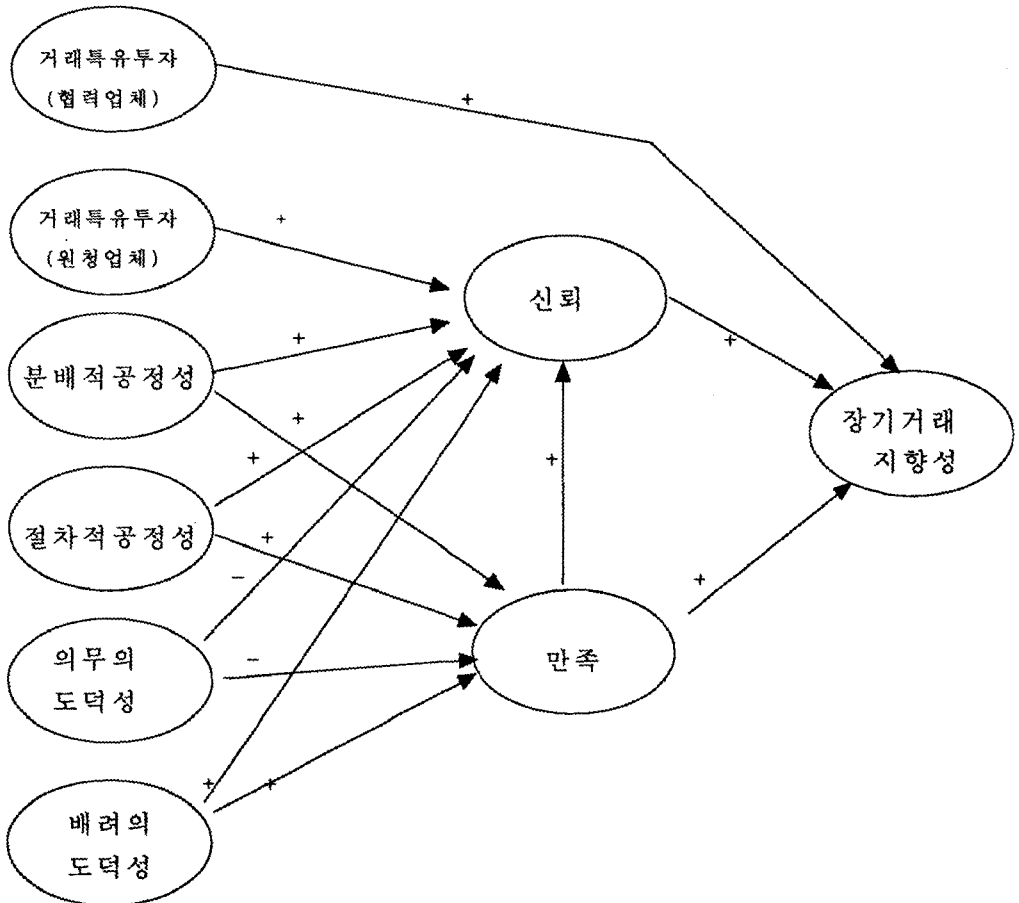 거래특유투자
(협력업체)
+
거래특유투자
(원청업체)
+
신뢰
+
+
분배적공정성
+
장기거래
지향성
+
+
절차적공정성
+
−
+
의무의
도덕성
−
만족
+
+
배려의
도덕성